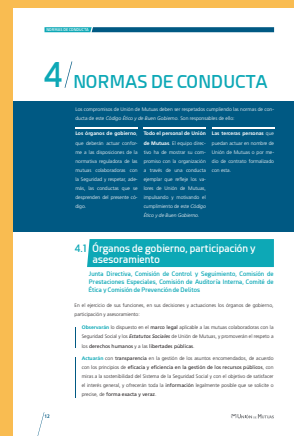 NORMAS DE CONDUCTA
4/ NORMAS DE CONDUCTA
Los compromisos de Unión de Mutuas deben ser respetados cumpliendo las normas de con-
ducta de este Código Ético y de Buen Gobierno. Son responsables de ello:
Los órganos de gobierno,
que deberán actuar confor-
me a las disposiciones de la
normativa reguladora de las
mutuas colaboradoras con
la Seguridad y respetar, ade-
más, las conductas que se
desprenden del presente có-
digo.
Todo el personal de Unión
de Mutuas. El equipo direc-
tivo ha de mostrar su com-
promiso con la organización
a través de una conducta
ejemplar que refleje los va-
lores de Unión de Mutuas,
impulsando y motivando el
cumplimiento de este Código
Ético y de Buen Gobierno.
Las terceras personas que
puedan actuar en nombre de
Unión de Mutuas o por me-
dio de contrato formalizado
con esta.
4.1 Órganos de gobierno, participación y
asesoramiento
Junta Directiva, Comisión de Control y Seguimiento, Comisión de
Prestaciones Especiales, Comisión de Auditoría Interna, Comité de
Ética y Comisión de Prevención de Delitos
En el ejercicio de sus funciones, en sus decisiones y actuaciones los órganos de gobierno,
participación y asesoramiento:
Observarán lo dispuesto en el marco legal aplicable a las mutuas colaboradoras con la
Seguridad Social y los Estatutos Sociales de Unión de Mutuas, y promoverán el respeto a
los derechos humanos y a las libertades públicas.
Actuarán con transparencia en la gestión de los asuntos encomendados, de acuerdo
con los principios de eficacia y eficiencia en la gestión de los recursos públicos, con
miras a la sostenibilidad del Sistema de la Seguridad Social y con el objetivo de satisfacer
el interés general, y ofrecerán toda la información legalmente posible que se solicite o
precise, de forma exacta y veraz.
12
Unión de Mutuas